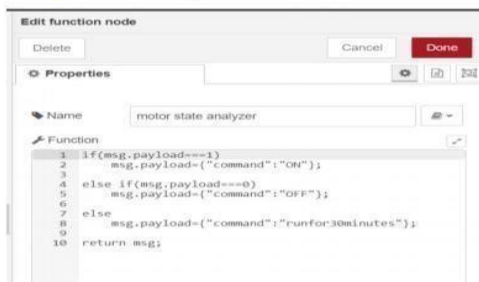 Edit function node
Delete Cancel Done
Properties
Name motor state analyzer
Function
1 if(msg.payload===1)
2 msg.payload={"command":"ON"};
3
4 else if(msg.payload===0)
5 msg.payload={"command":"OFF"};
6
7 else
8 msg.payload={"command":"runfor30minutes"};
9
10 return msg;